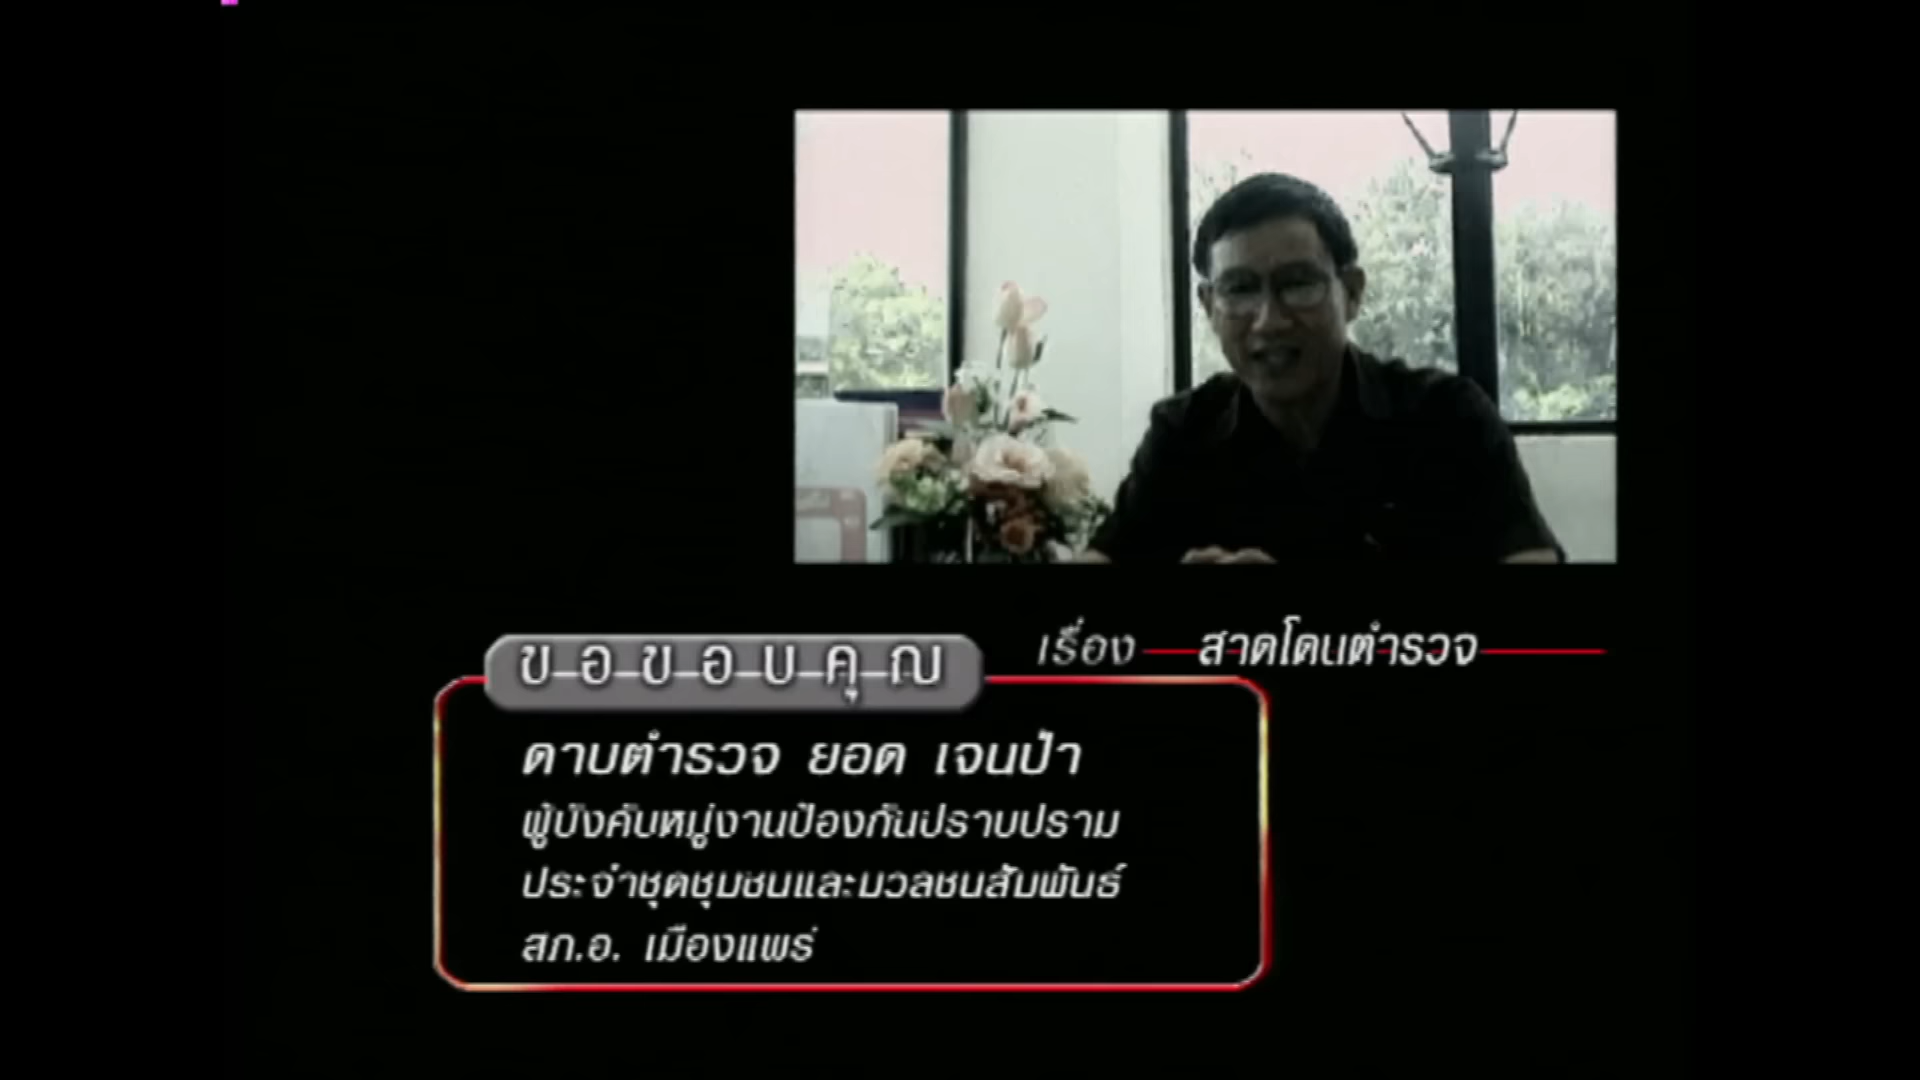 เรื่อง สาดโดนตำรวจ
ขอขอบคุณ
ดาบตำรวจ ยอด เจนป่า
ผู้บังคับหมู่งานป้องกันปราบปราม
ประจำชุดชุมชนและมวลชนสัมพันธ์
สภ.อ. เมืองแพร่